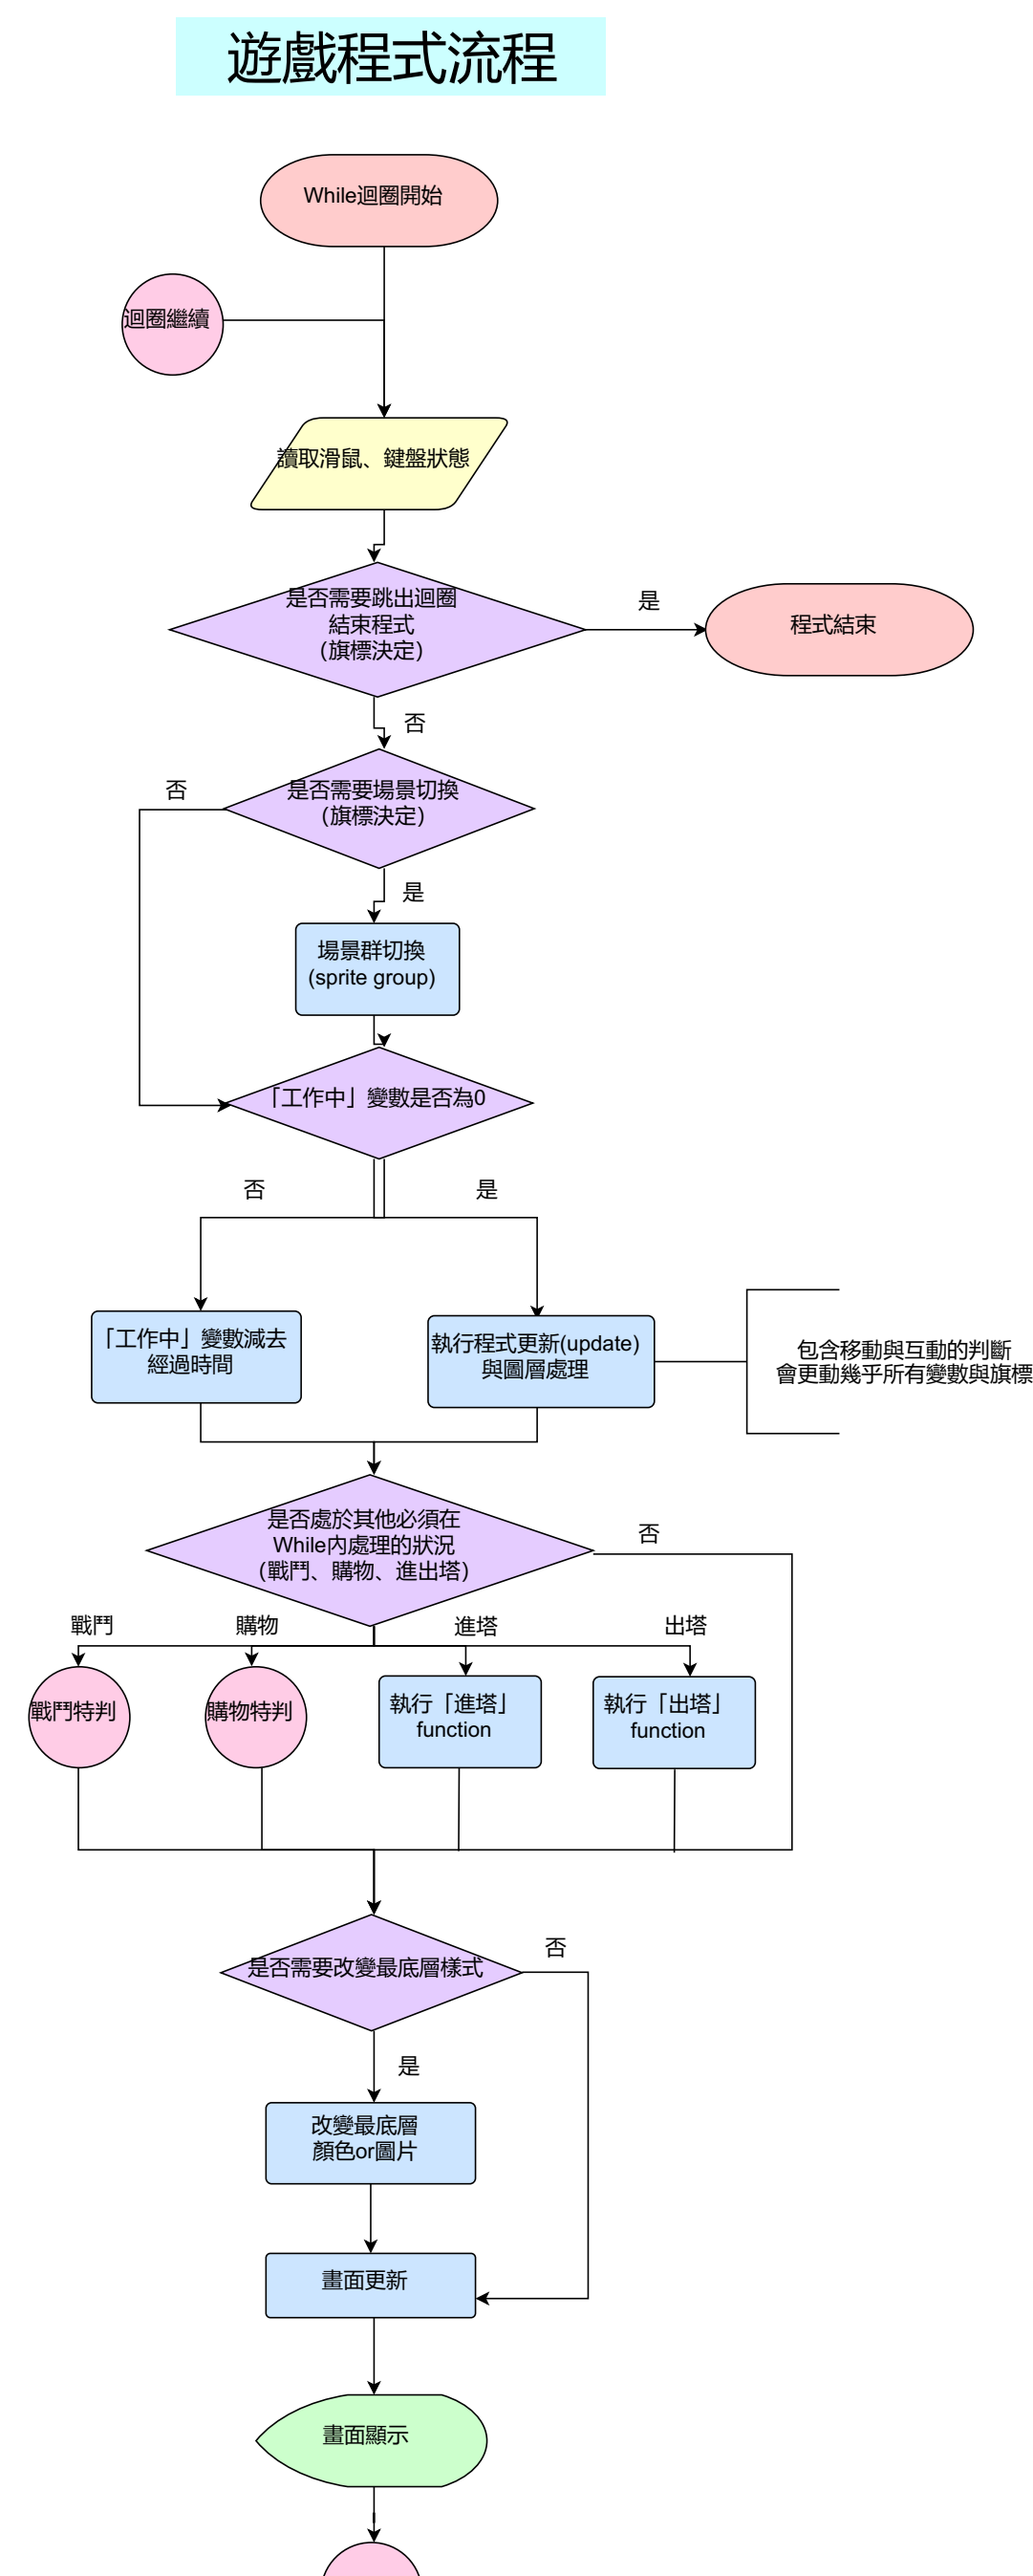 遊戲程式流程
While迴圈開始
迴圈繼續
讀取滑鼠、鍵盤狀態
是否需要跳出迴圈
結束程式
(旗標決定)
是
程式結束
否
是否需要場景切換
(旗標決定)
否
是
場景群切換
(sprite group)
「工作中」變數是否為0
否
是
「工作中」變數減去
經過時間
執行程式更新(update)
與圖層處理
包含移動與互動的判斷
會更動幾乎所有變數與旗標
是否處於其他必須在
While內處理的狀況
(戰鬥、購物、進出塔)
否
戰鬥
購物
進塔
出塔
戰鬥特判
購物特判
執行「進塔」
function
執行「出塔」
function
是否需要改變最底層樣式
否
是
改變最底層
顏色or圖片
畫面更新
畫面顯示